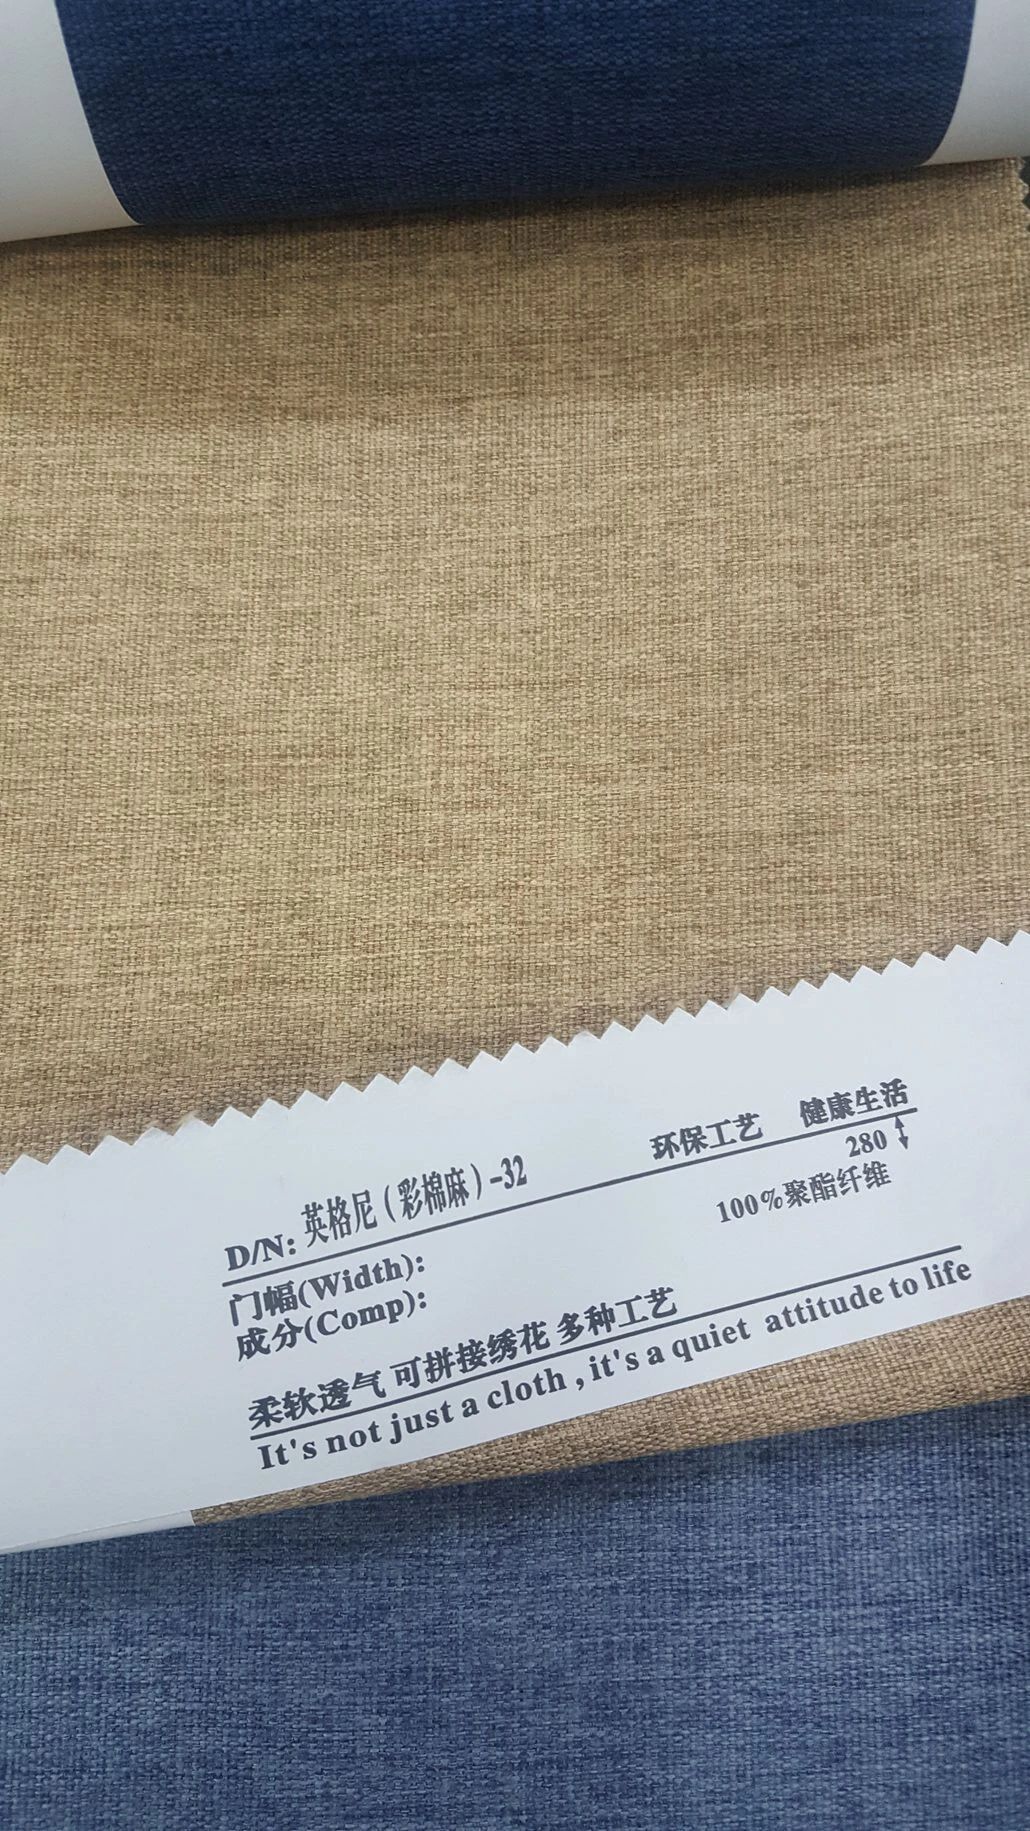 环保工艺 健康生活
D/N: 英格尼(彩棉麻)-32
门幅(Width): 280
成分(Comp): 100%聚酯纤维
柔软透气 可拼接绣花 多种工艺
It's not just a cloth , it's a quiet attitude to life